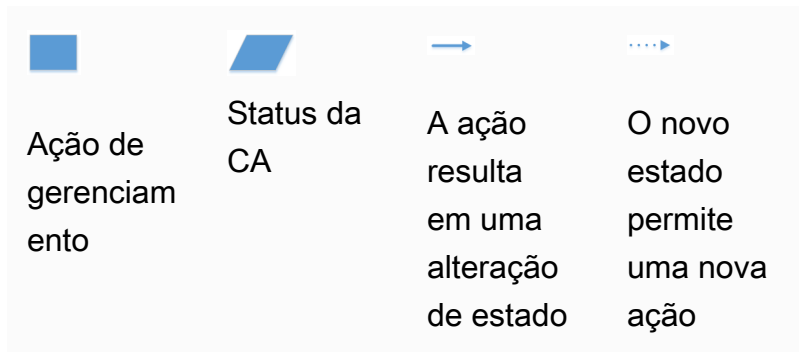 Ação de
gerenciam
ento
Status da
CA
A ação
resulta
em uma
alteração
de estado
O novo
estado
permite
uma nova
ação